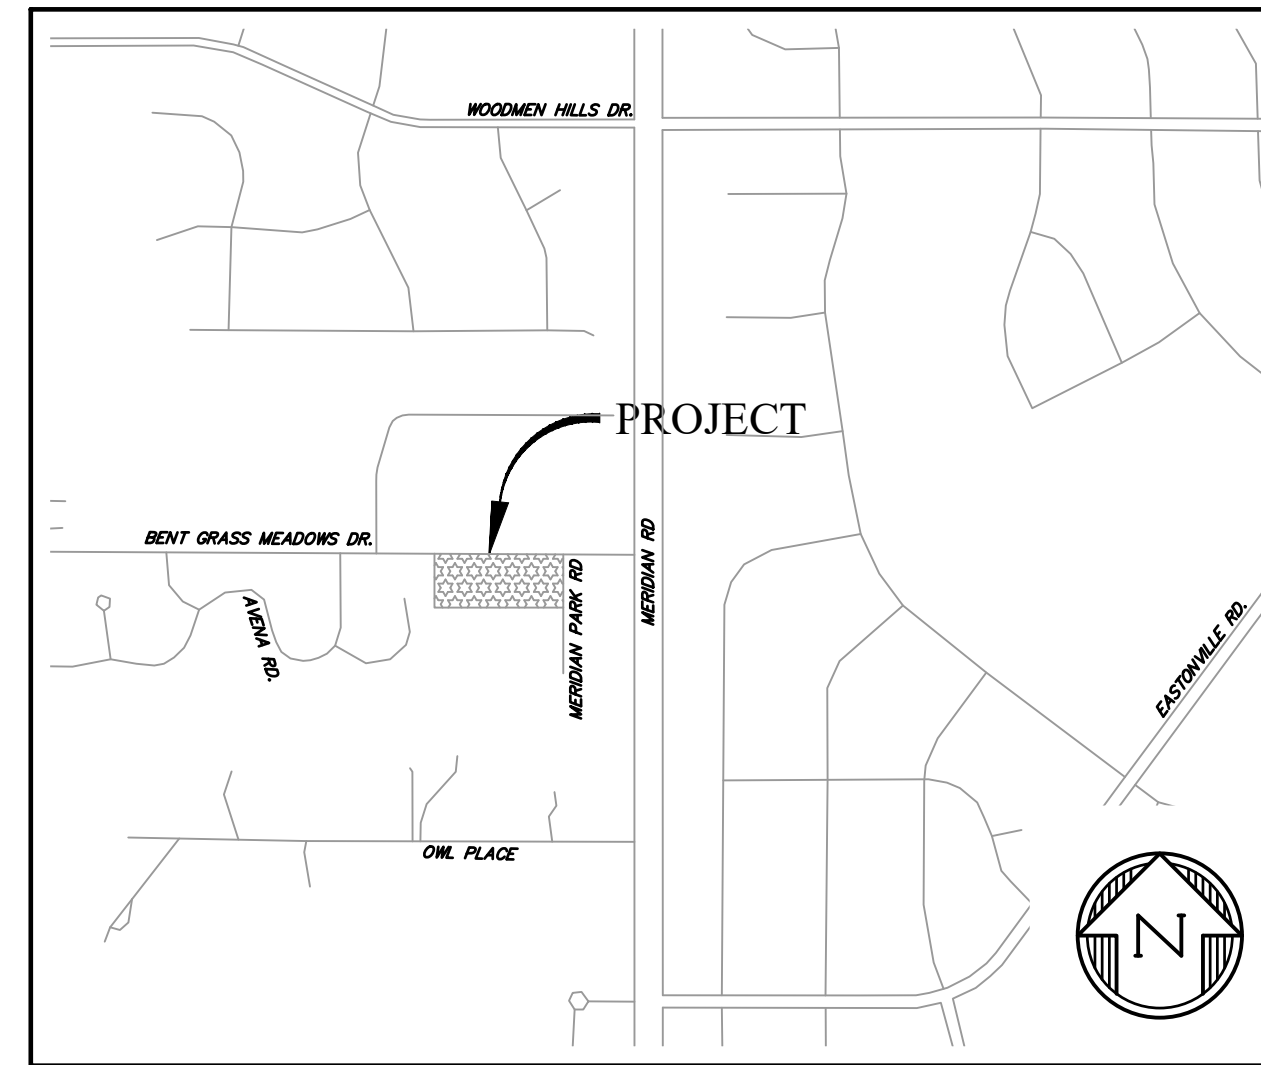 WOODMEN HILLS DR.
PROJECT
BENT GRASS MEADOWS DR.
MERIDIAN RD
MERIDIAN PARK RD
AVENA RD.
EASTONVILLE RD.
OWL PLACE
N